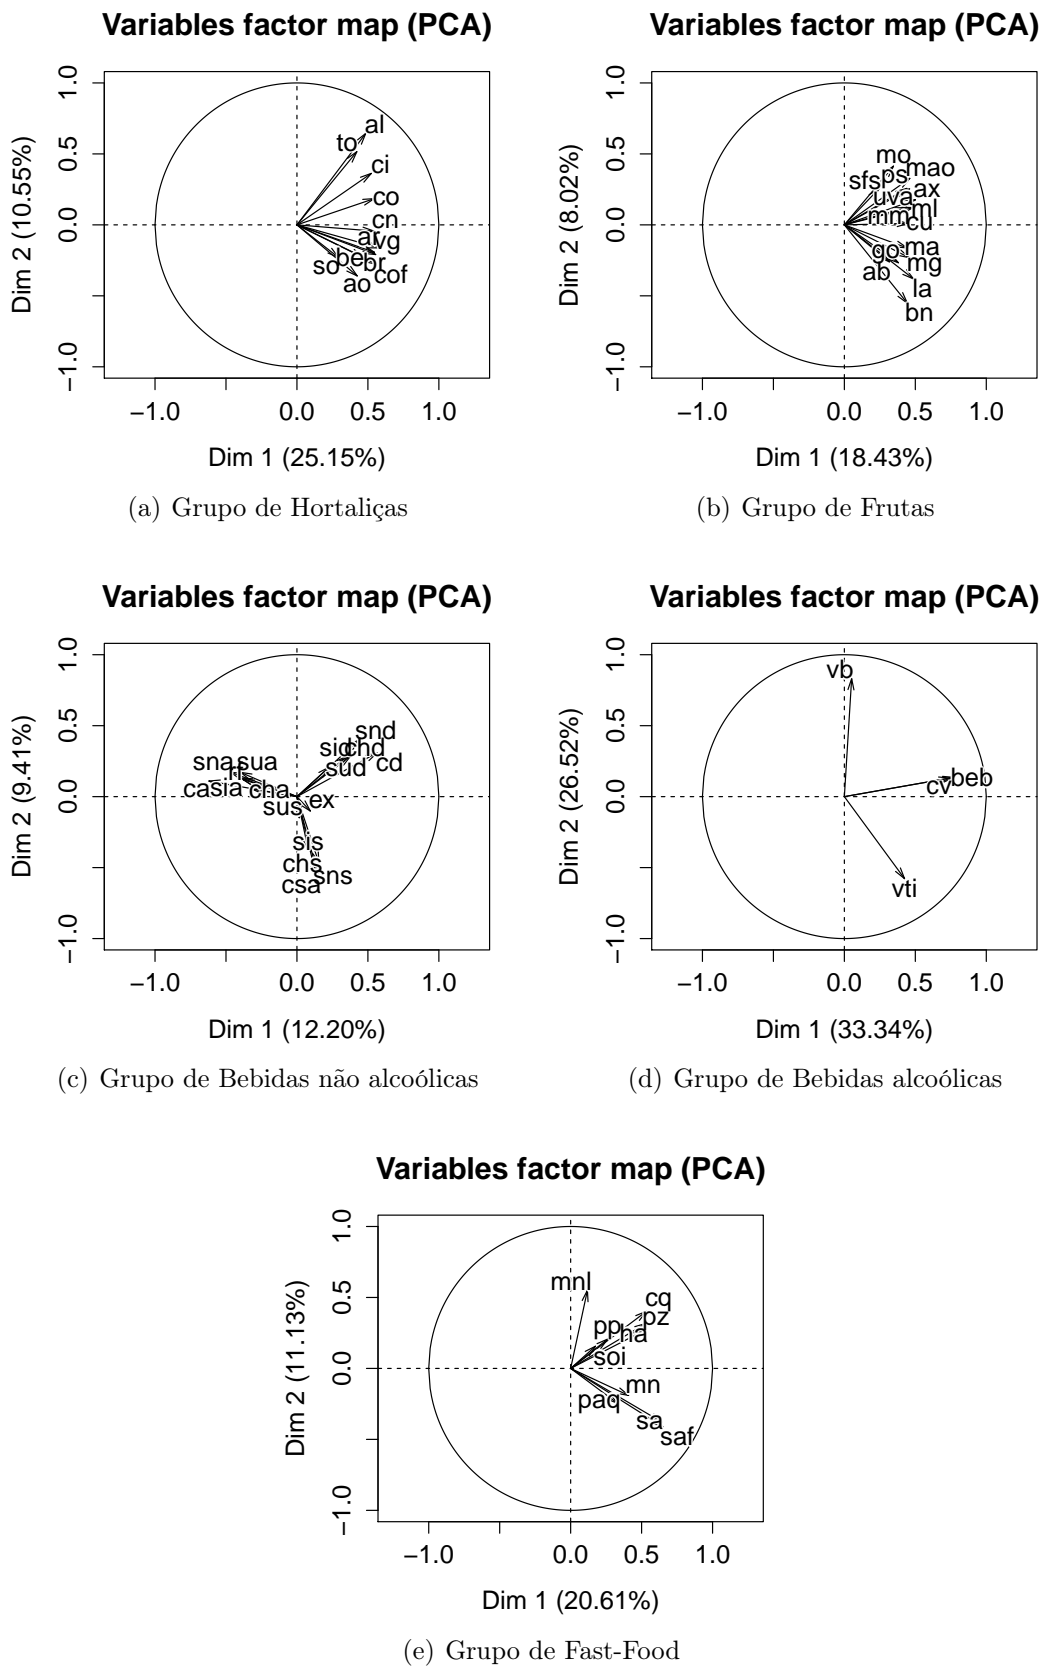 Variables factor map (PCA)
Dim 2 (10.55%)
1.0
0.5
0.0
−1.0
al
to
ci
co
cn
ar
vg
be
br
so
cof
ao
−1.0 0.0 0.5 1.0
Dim 1 (25.15%)
(a) Grupo de Hortaliças
Variables factor map (PCA)
Dim 2 (8.02%)
1.0
0.5
0.0
−1.0
mo
mao
ps
sfs
ax
uva
ml
mm
cu
ma
go
mg
ab
la
bn
−1.0 0.0 0.5 1.0
Dim 1 (18.43%)
(b) Grupo de Frutas
Variables factor map (PCA)
Dim 2 (9.41%)
1.0
0.5
0.0
−1.0
snd
sid
chd
cd
sud
sna
sua
rf
ca
sia
cha
sus
ex
sis
chs
sns
csa
−1.0 0.0 0.5 1.0
Dim 1 (12.20%)
(c) Grupo de Bebidas não alcoólicas
Variables factor map (PCA)
Dim 2 (26.52%)
1.0
0.5
0.0
−1.0
vb
beb
cv
vti
−1.0 0.0 0.5 1.0
Dim 1 (33.34%)
(d) Grupo de Bebidas alcoólicas
Variables factor map (PCA)
Dim 2 (11.13%)
1.0
0.5
0.0
−1.0
mnl
cq
pz
pp
ha
soi
mn
paq
sa
saf
−1.0 0.0 0.5 1.0
Dim 1 (20.61%)
(e) Grupo de Fast-Food